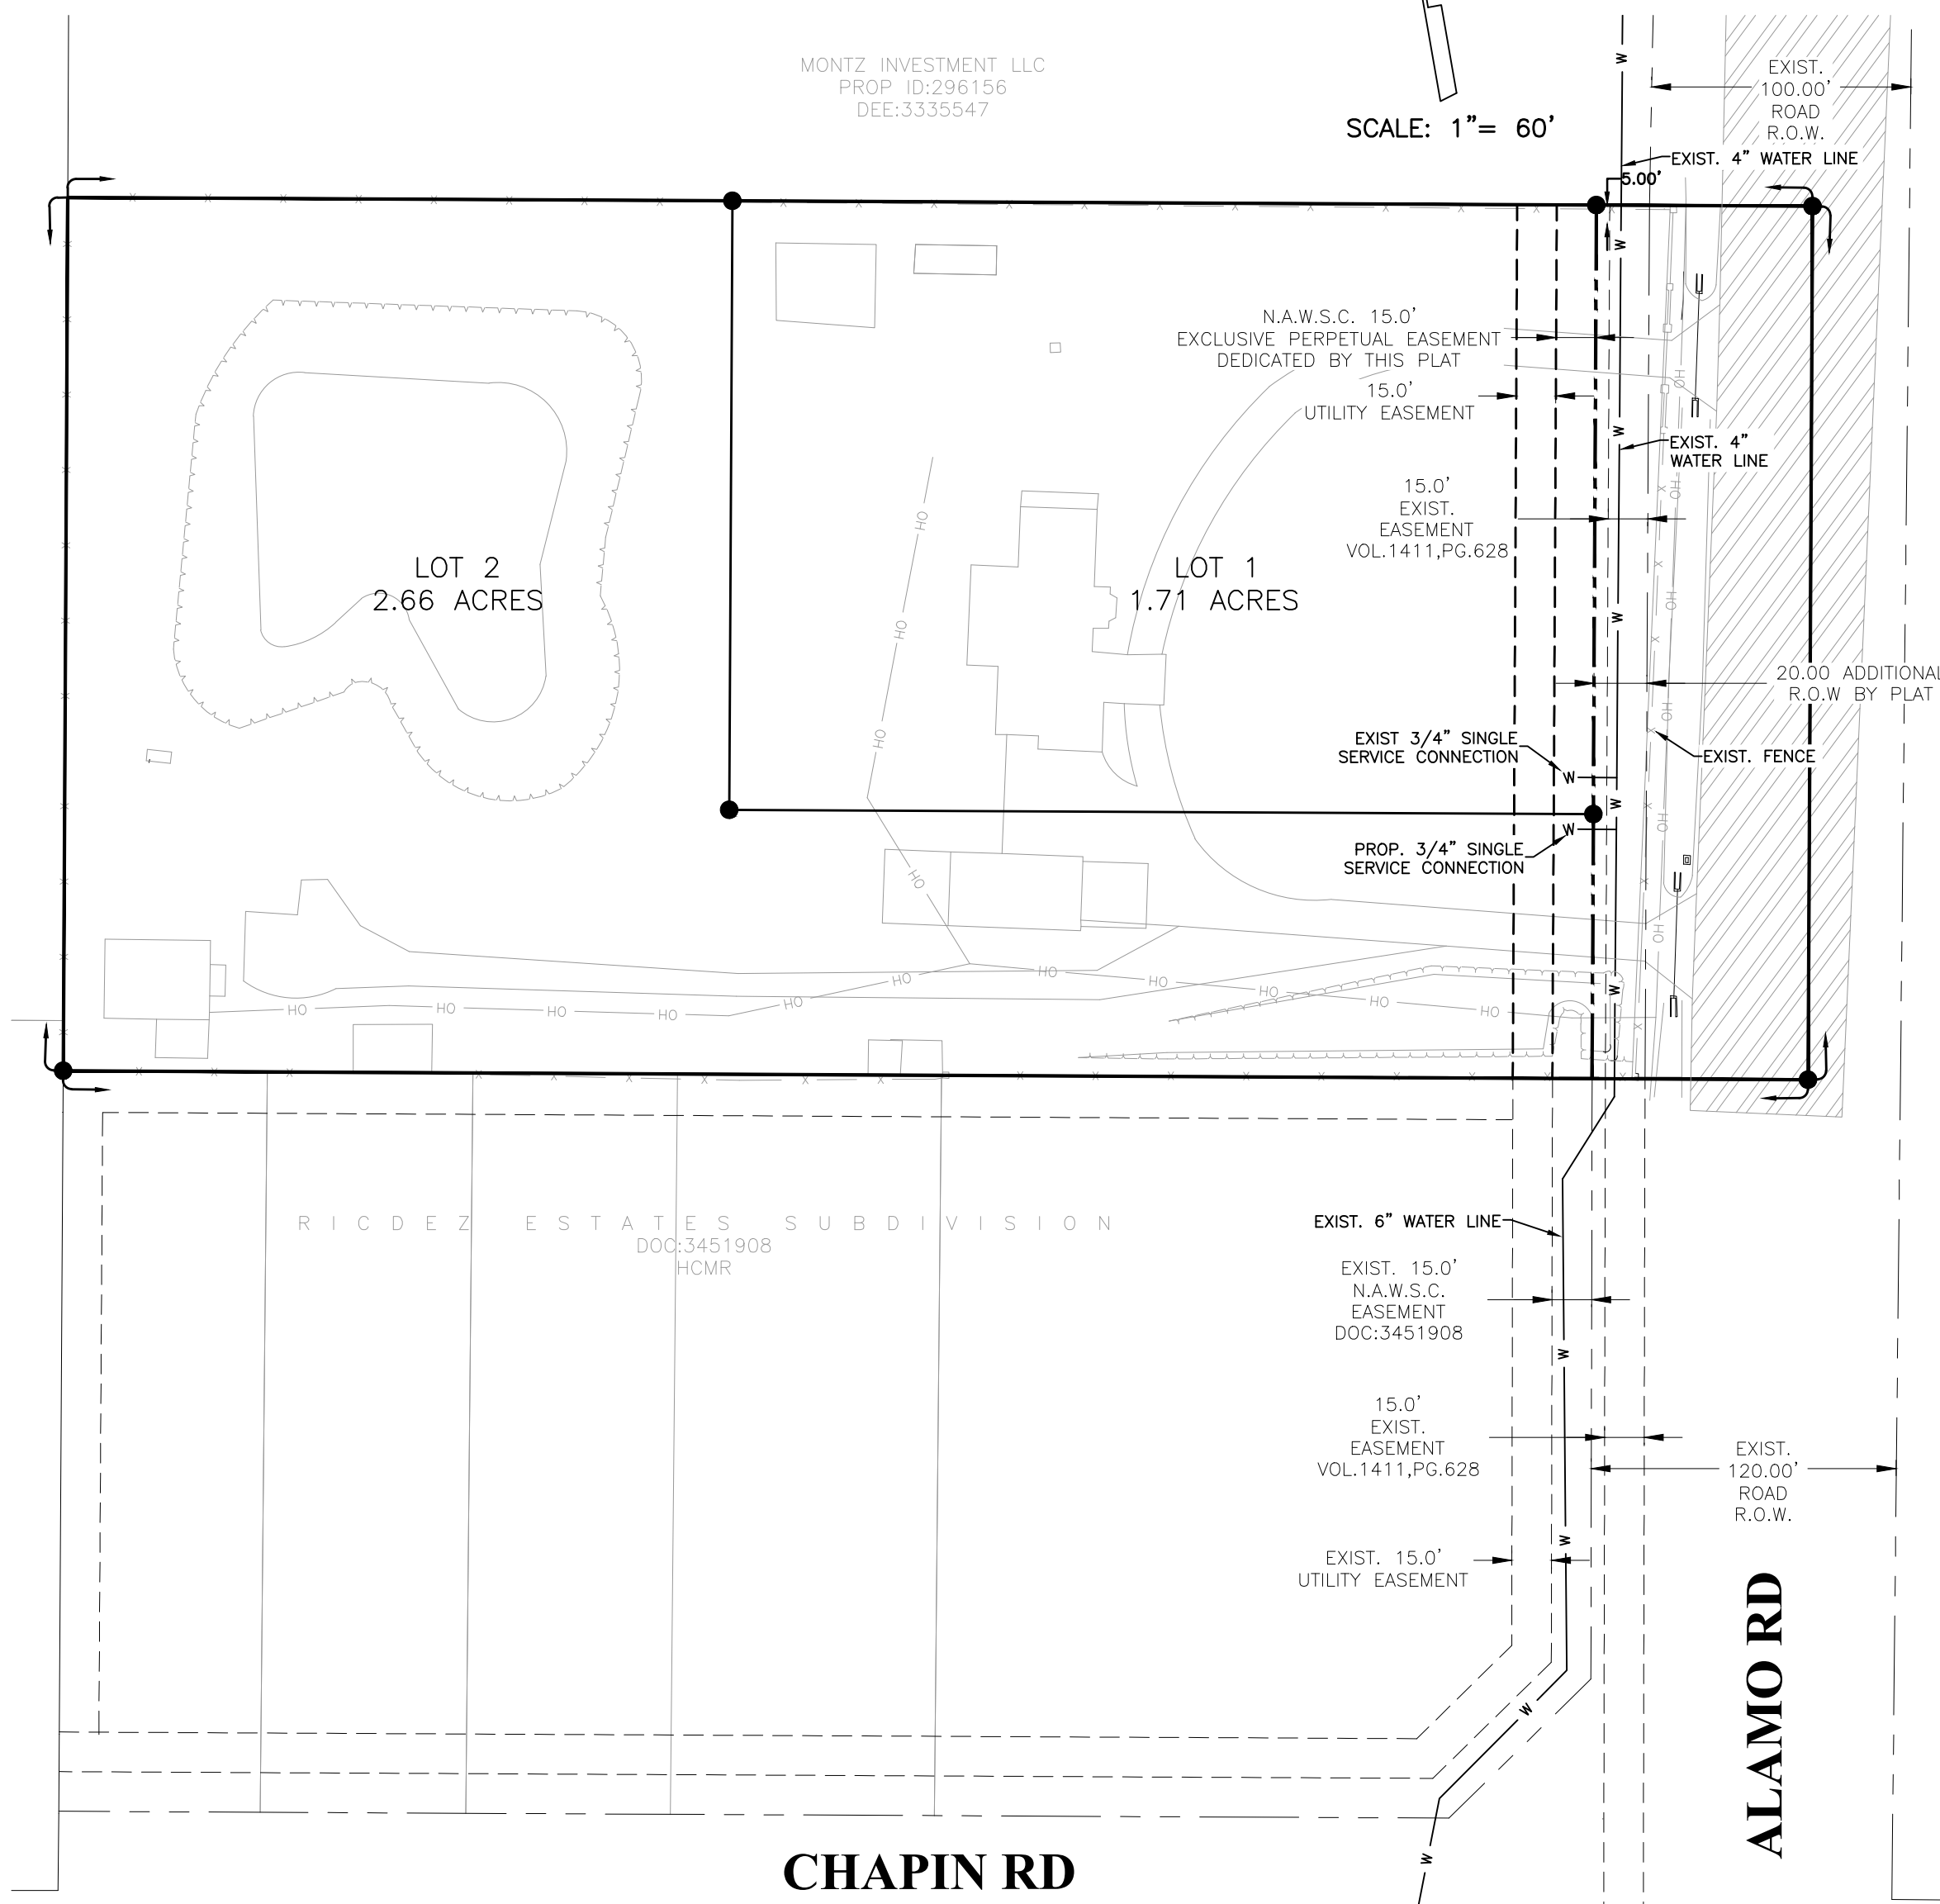 MONTZ INVESTMENT LLC
PROP ID:296156
DEE:3335547
SCALE: 1”= 60’
EXIST.
100.00’
ROAD
R.O.W.
EXIST. 4” WATER LINE
5.00’
N.A.W.S.C. 15.0’
EXCLUSIVE PERPETUAL EASEMENT
DEDICATED BY THIS PLAT
15.0’
UTILITY EASEMENT
EXIST. 4”
WATER LINE
15.0’
EXIST.
EASEMENT
VOL.1411,PG.628
LOT 2
2.66 ACRES
LOT 1
1.71 ACRES
20.00 ADDITIONAL
R.O.W BY PLAT
EXIST 3/4” SINGLE
SERVICE CONNECTION
EXIST. FENCE
PROP. 3/4” SINGLE
SERVICE CONNECTION
RICDEZ ESTATES SUBDIVISION
DOC:3451908
HCMR
EXIST. 6” WATER LINE
EXIST. 15.0’
N.A.W.S.C.
EASEMENT
DOC:3451908
15.0’
EXIST.
EASEMENT
VOL.1411,PG.628
EXIST.
120.00’
ROAD
R.O.W.
EXIST. 15.0’
UTILITY EASEMENT
ALAMO RD
CHAPIN RD